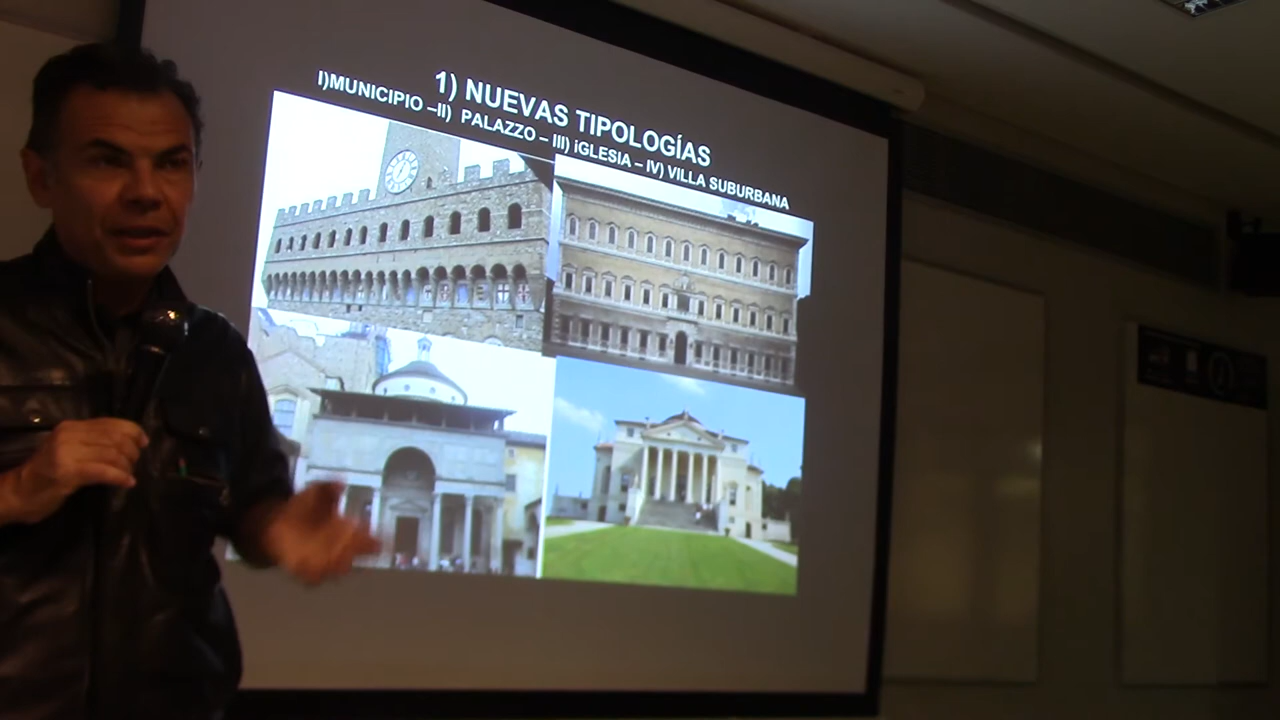 1) NUEVAS TIPOLOGÍAS
I)MUNICIPIO –II) PALAZZO – III) iGLESIA – IV) VILLA SUBURBANA